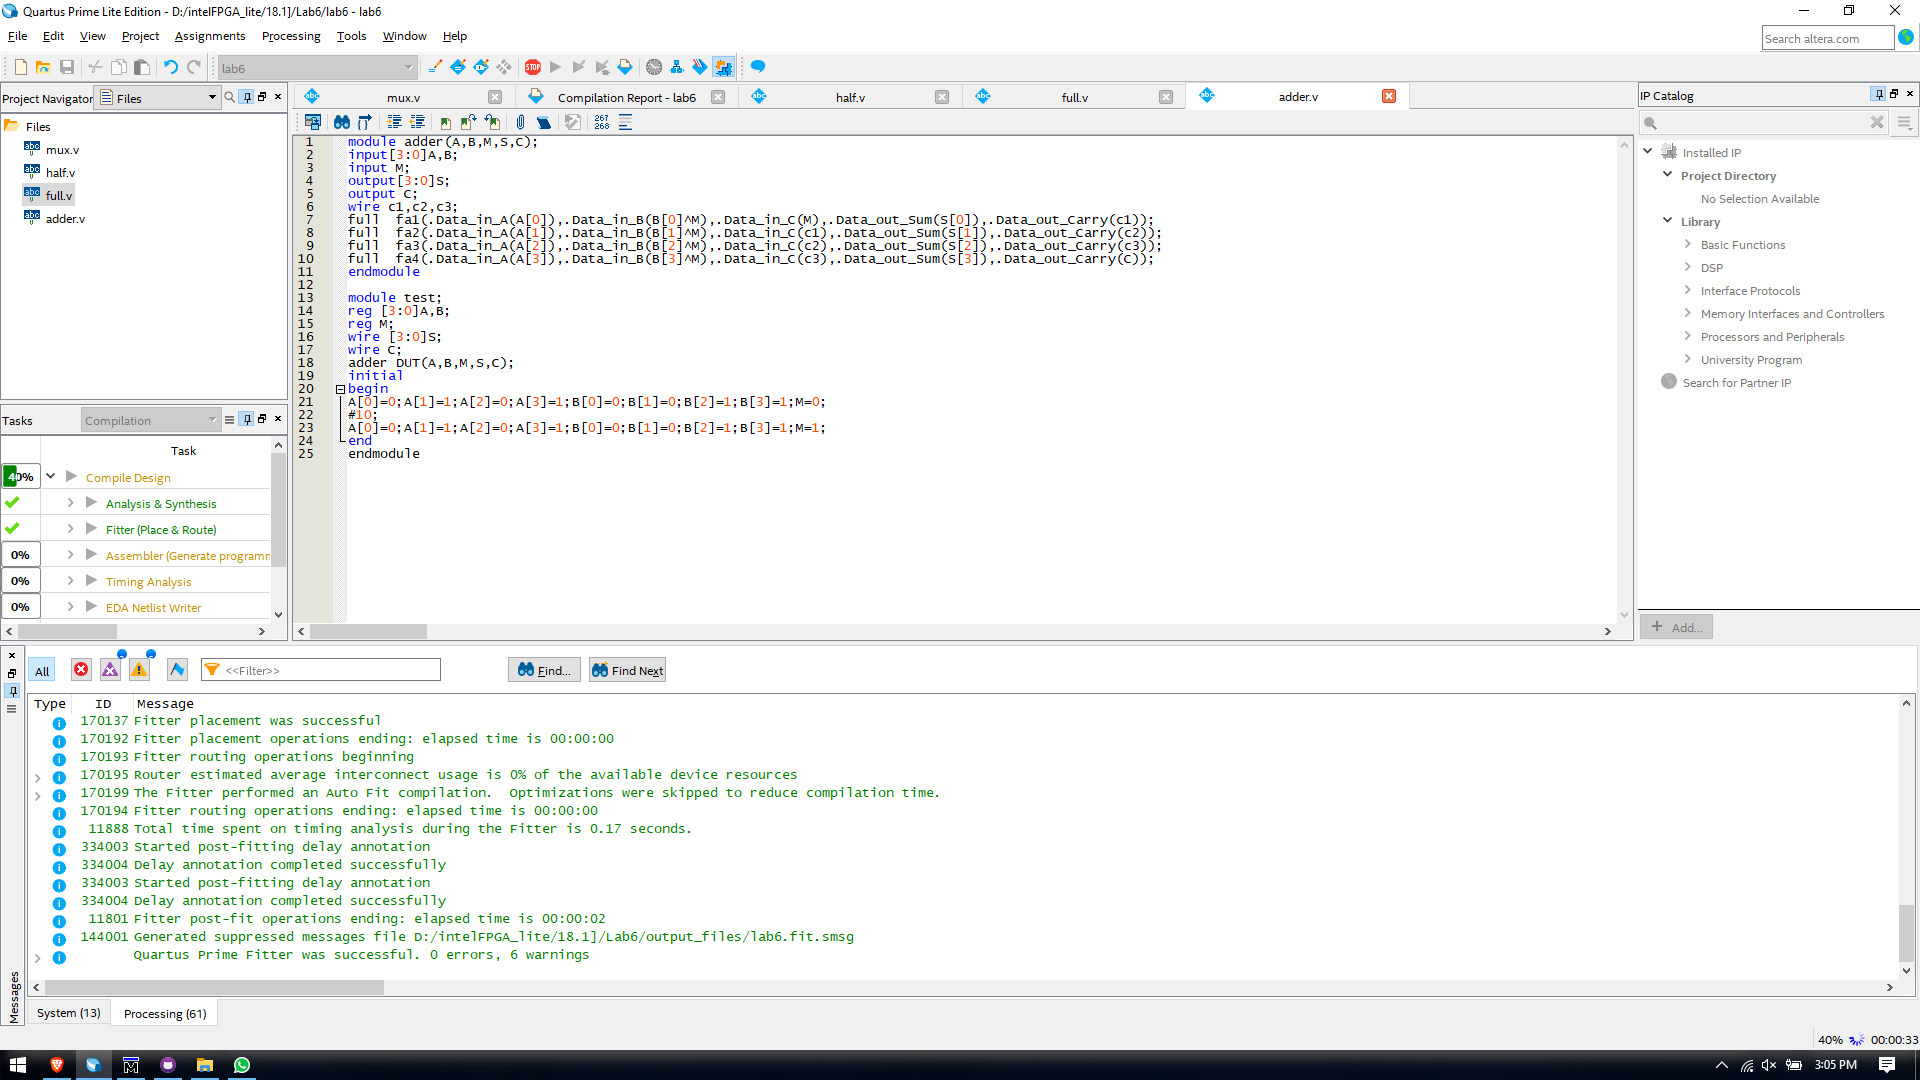 Quartus Prime Lite Edition - D:/intelFPGA_lite/18.1]/Lab6/lab6 - lab6
File Edit View Project Assignments Processing Tools Window Help
Search altera.com
lab6
STOP
Project Navigator Files
Files
mux.v
half.v
full.v
adder.v
mux.v
Compilation Report - lab6
half.v
full.v
adder.v
267
268
1 module adder(A,B,M,S,C);
2 input[3:0]A,B;
3 input M;
4 output[3:0]S;
5 output C;
6 wire c1,c2,c3;
7 full  fa1(.Data_in_A(A[0]),.Data_in_B(B[0]^M),.Data_in_C(M),.Data_out_Sum(S[0]),.Data_out_Carry(c1));
8 full  fa2(.Data_in_A(A[1]),.Data_in_B(B[1]^M),.Data_in_C(c1),.Data_out_Sum(S[1]),.Data_out_Carry(c2));
9 full  fa3(.Data_in_A(A[2]),.Data_in_B(B[2]^M),.Data_in_C(c2),.Data_out_Sum(S[2]),.Data_out_Carry(c3));
10 full  fa4(.Data_in_A(A[3]),.Data_in_B(B[3]^M),.Data_in_C(c3),.Data_out_Sum(S[3]),.Data_out_Carry(C));
11 endmodule
12
13 module test;
14 reg [3:0]A,B;
15 reg M;
16 wire [3:0]S;
17 wire C;
18 adder DUT(A,B,M,S,C);
19 initial
20 begin
21 A[0]=0;A[1]=1;A[2]=0;A[3]=1;B[0]=0;B[1]=0;B[2]=1;B[3]=1;M=0;
22 #10;
23 A[0]=0;A[1]=1;A[2]=0;A[3]=1;B[0]=0;B[1]=0;B[2]=1;B[3]=1;M=1;
24 end
25 endmodule
IP Catalog
Installed IP
Project Directory
No Selection Available
Library
Basic Functions
DSP
Interface Protocols
Memory Interfaces and Controllers
Processors and Peripherals
University Program
Search for Partner IP
+ Add...
Tasks Compilation
Task
40% Compile Design
Analysis & Synthesis
Fitter (Place & Route)
0% Assembler (Generate programm
0% Timing Analysis
0% EDA Netlist Writer
All <<Filter>> Find... Find Next
Type ID Message
170137 Fitter placement was successful
170192 Fitter placement operations ending: elapsed time is 00:00:00
170193 Fitter routing operations beginning
170195 Router estimated average interconnect usage is 0% of the available device resources
170199 The Fitter performed an Auto Fit compilation.  Optimizations were skipped to reduce compilation time.
170194 Fitter routing operations ending: elapsed time is 00:00:00
11888 Total time spent on timing analysis during the Fitter is 0.17 seconds.
334003 Started post-fitting delay annotation
334004 Delay annotation completed successfully
334003 Started post-fitting delay annotation
334004 Delay annotation completed successfully
11801 Fitter post-fit operations ending: elapsed time is 00:00:02
144001 Generated suppressed messages file D:/intelFPGA_lite/18.1]/Lab6/output_files/lab6.fit.smsg
Quartus Prime Fitter was successful. 0 errors, 6 warnings
Messages
System (13) Processing (61)
40% 00:00:33
3:05 PM